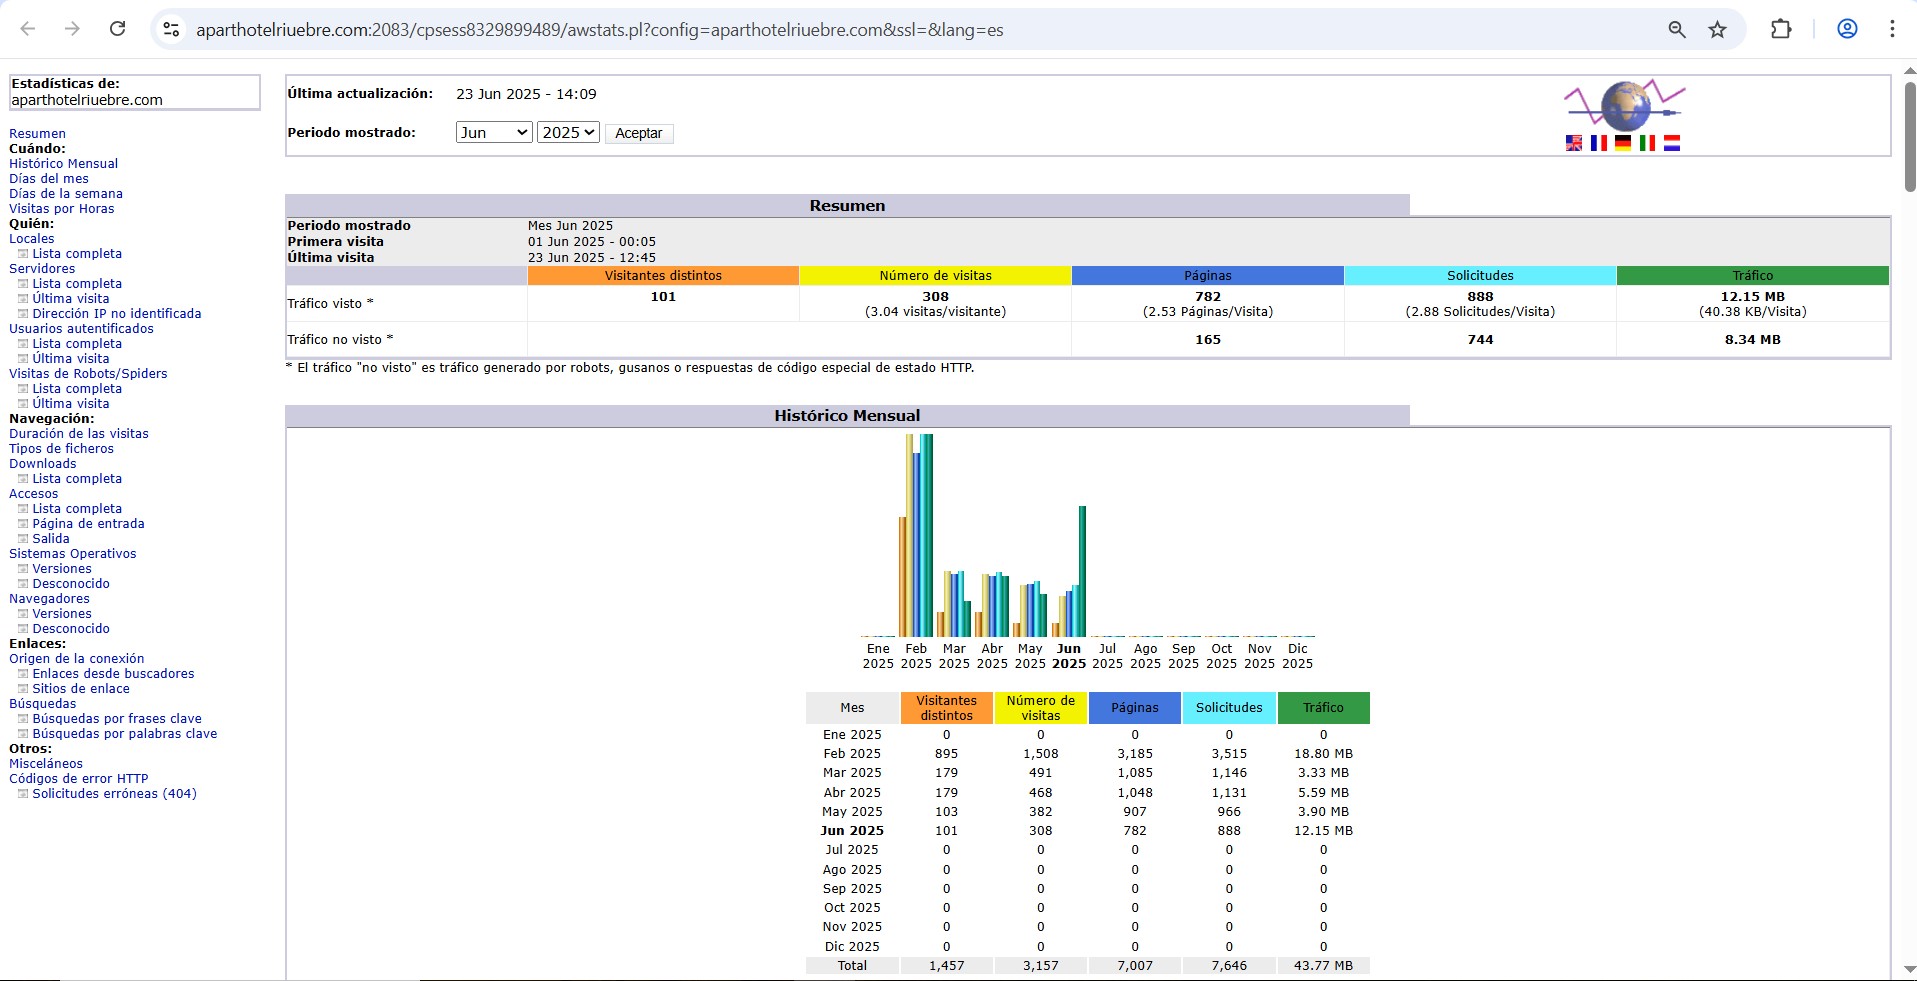 aparthotelriuebre.com:2083/cpsess8329899489/awstats.pl?config=aparthotelriuebre.com&ssl=&lang=es
Estadísticas de:
aparthotelriuebre.com
Resumen
Cuándo:
Histórico Mensual
Días del mes
Días de la semana
Visitas por Horas
Quién:
Locales
Lista completa
Servidores
Lista completa
Última visita
Dirección IP no identificada
Usuarios autentificados
Lista completa
Última visita
Visitas de Robots/Spiders
Lista completa
Última visita
Navegación:
Duración de las visitas
Tipos de ficheros
Downloads
Lista completa
Accesos
Lista completa
Página de entrada
Salida
Sistemas Operativos
Versiones
Desconocido
Navegadores
Versiones
Desconocido
Enlaces:
Origen de la conexión
Enlaces desde buscadores
Sitios de enlace
Búsquedas
Búsquedas por frases clave
Búsquedas por palabras clave
Otros:
Misceláneos
Códigos de error HTTP
Solicitudes erróneas (404)
Última actualización: 23 Jun 2025 - 14:09
Periodo mostrado: Jun 2025 Aceptar
Resumen
Periodo mostrado Mes Jun 2025
Primera visita 01 Jun 2025 - 00:05
Última visita 23 Jun 2025 - 12:45
Visitantes distintos Número de visitas Páginas Solicitudes Tráfico
Tráfico visto * 101 308 782 888 12.15 MB
(3.04 visitas/visitante) (2.53 Páginas/Visita) (2.88 Solicitudes/Visita) (40.38 KB/Visita)
Tráfico no visto * 165 744 8.34 MB
* El tráfico "no visto" es tráfico generado por robots, gusanos o respuestas de código especial de estado HTTP.
Histórico Mensual
Ene Feb Mar Abr May Jun Jul Ago Sep Oct Nov Dic
2025 2025 2025 2025 2025 2025 2025 2025 2025 2025 2025 2025
Mes Visitantes distintos Número de visitas Páginas Solicitudes Tráfico
Ene 2025 0 0 0 0 0
Feb 2025 895 1,508 3,185 3,515 18.80 MB
Mar 2025 179 491 1,085 1,146 3.33 MB
Abr 2025 179 468 1,048 1,131 5.59 MB
May 2025 103 382 907 966 3.90 MB
Jun 2025 101 308 782 888 12.15 MB
Jul 2025 0 0 0 0 0
Ago 2025 0 0 0 0 0
Sep 2025 0 0 0 0 0
Oct 2025 0 0 0 0 0
Nov 2025 0 0 0 0 0
Dic 2025 0 0 0 0 0
Total 1,457 3,157 7,007 7,646 43.77 MB